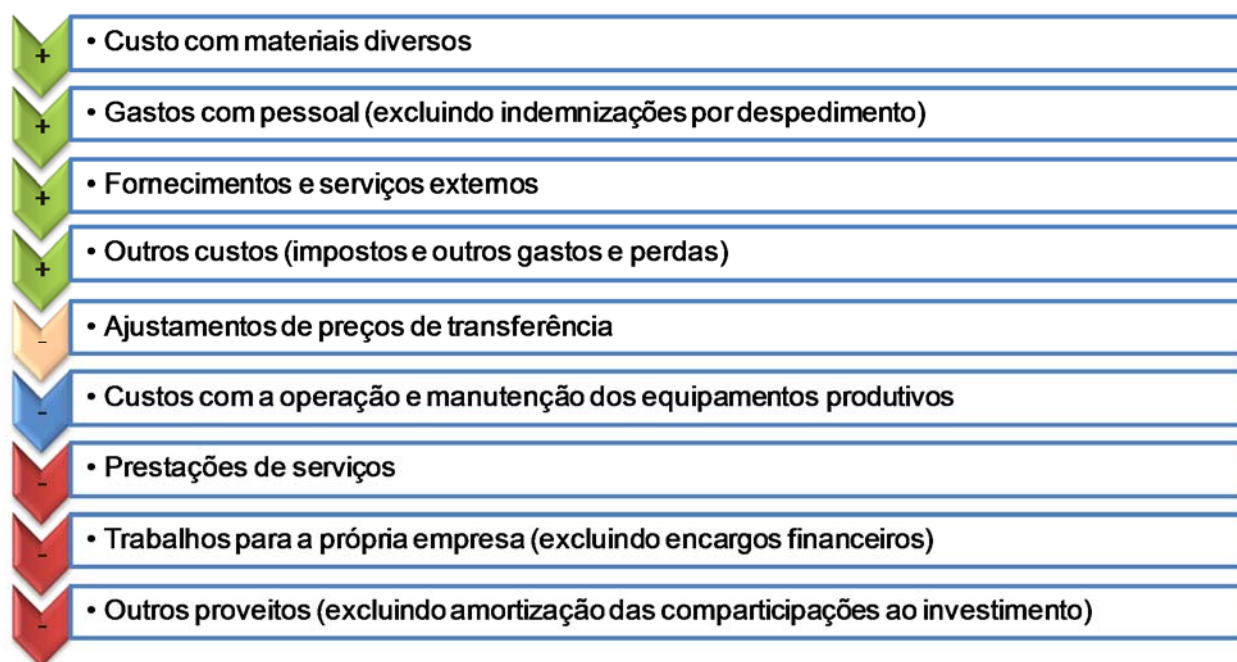 + • Custo com materiais diversos
+ • Gastos com pessoal (excluindo indemnizações por despedimento)
+ • Fornecimentos e serviços externos
+ • Outros custos (impostos e outros gastos e perdas)
- • Ajustamentos de preços de transferência
- • Custos com a operação e manutenção dos equipamentos produtivos
- • Prestações de serviços
- • Trabalhos para a própria empresa (excluindo encargos financeiros)
- • Outros proveitos (excluindo amortização das comparticipações ao investimento)